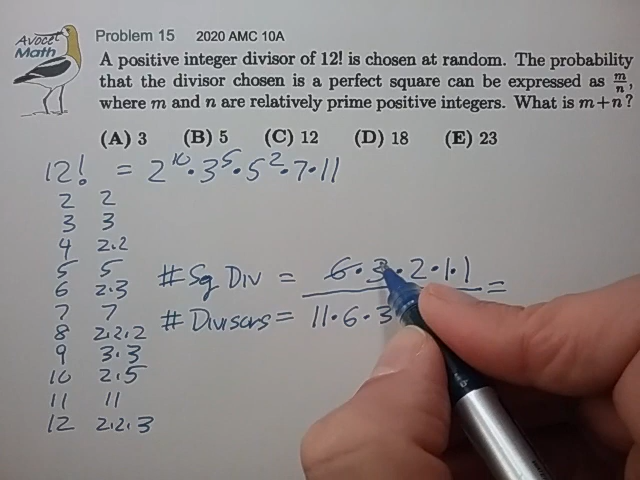 Avocet
Math
Problem 15 2020 AMC 10A
A positive integer divisor of 12! is chosen at random. The probability
that the divisor chosen is a perfect square can be expressed as m/n,
where m and n are relatively prime positive integers. What is m+n?
(A) 3 (B) 5 (C) 12 (D) 18 (E) 23
12! = 2^10·3^5·5^2·7·11
2 2
3 3
4 2·2
5 5
6 2·3
7 7
8 2·2·2
9 3·3
10 2·5
11 11
12 2·2·3
#Sq Div = 6·3·2·1·1 =
#Divisors = 11·6·3